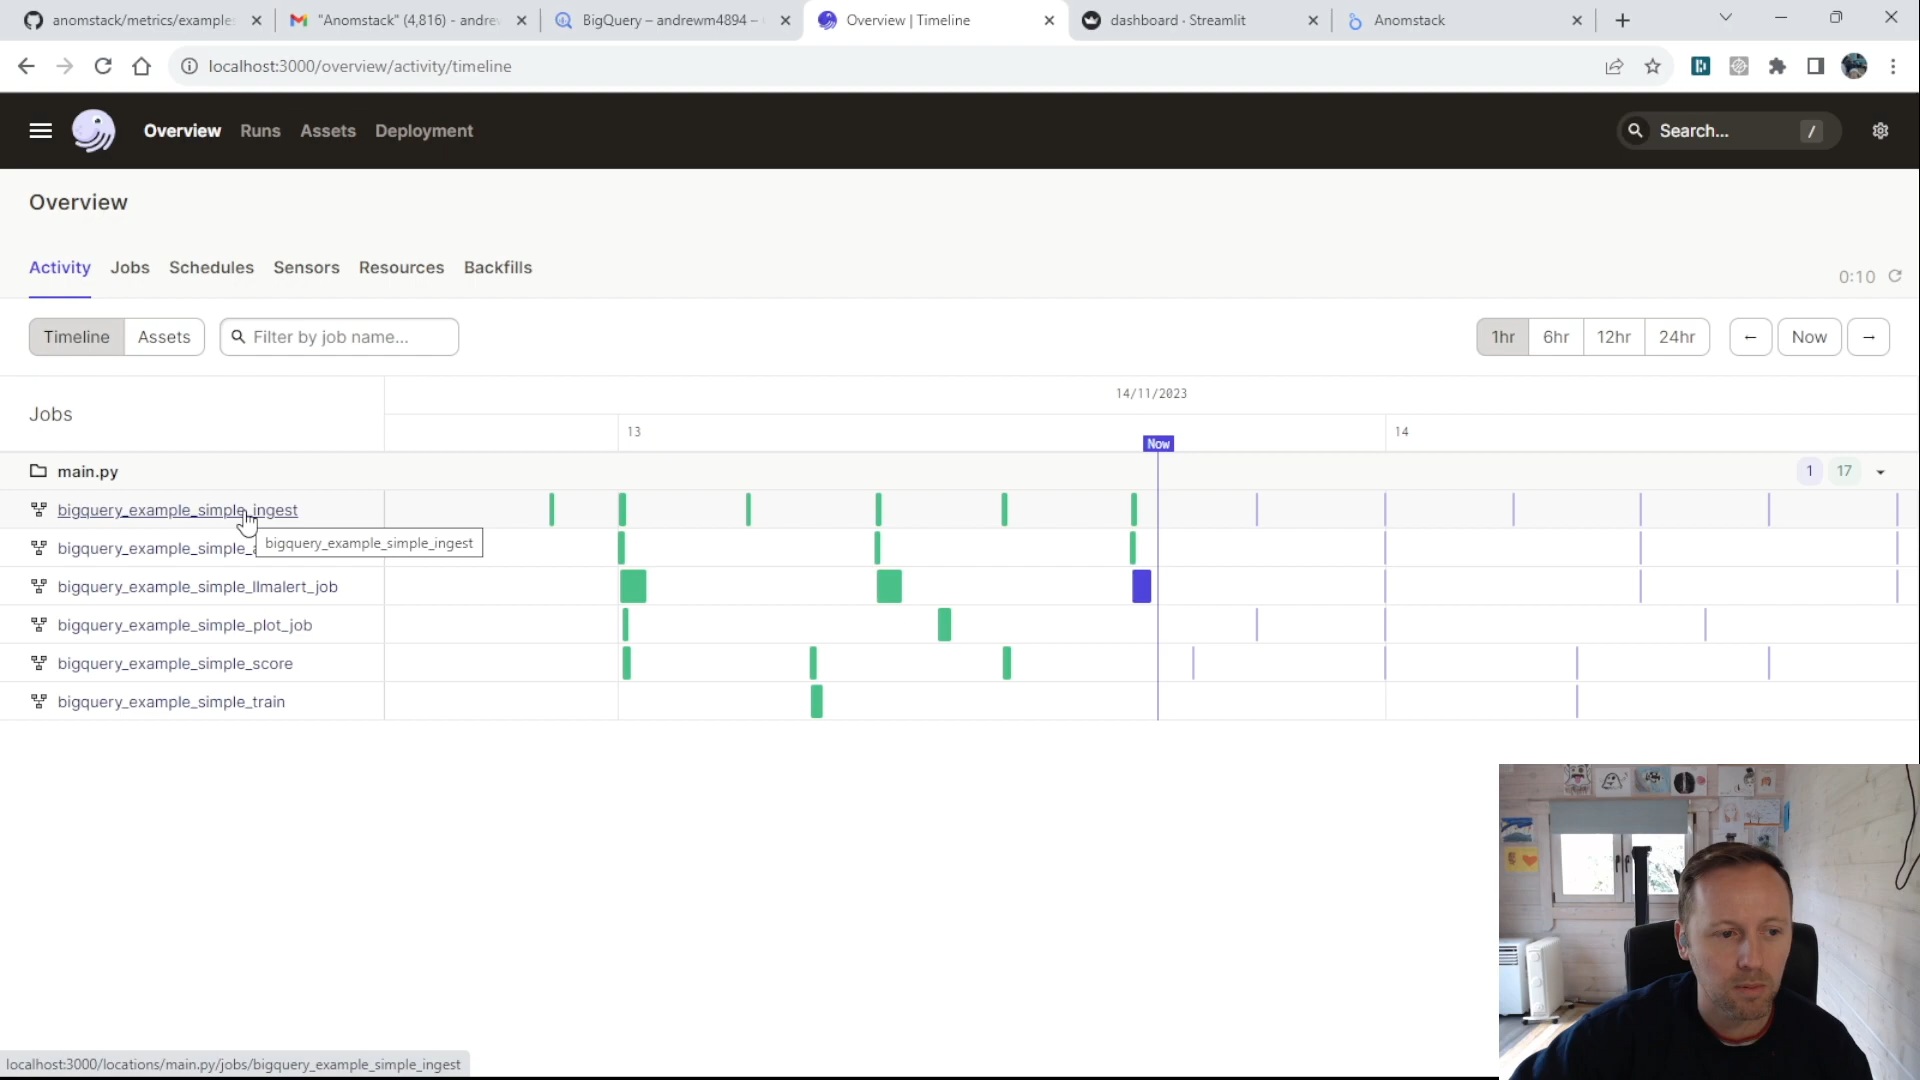 anomstack/metrics/example:
"Anomstack" (4,816) - andrew
BigQuery – andrewm4894 –
Overview | Timeline
dashboard · Streamlit
Anomstack
localhost:3000/overview/activity/timeline
Overview
Runs
Assets
Deployment
Search...
/
Overview
Activity
Jobs
Schedules
Sensors
Resources
Backfills
0:10
Timeline
Assets
Filter by job name...
1hr
6hr
12hr
24hr
←
Now
→
14/11/2023
Jobs
13
14
Now
main.py
1
17
bigquery_example_simple_ingest
bigquery_example_simple_ingest
bigquery_example_simple_
bigquery_example_simple_llmalert_job
bigquery_example_simple_plot_job
bigquery_example_simple_score
bigquery_example_simple_train
localhost:3000/locations/main.py/jobs/bigquery_example_simple_ingest